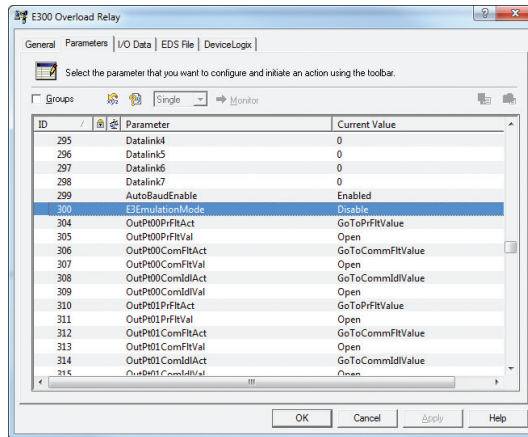 E300 Overload Relay
General Parameters I/O Data EDS File DeviceLogix
Select the parameter that you want to configure and initiate an action using the toolbar.
Groups Single Monitor
ID Parameter Current Value
295 Datalink4 0
296 Datalink5 0
297 Datalink6 0
298 Datalink7 0
299 AutoBaudEnable Enabled
300 E3EmulationMode Disable
304 OutPt00PrFltAct GoToPrFltValue
305 OutPt00PrFltVal Open
306 OutPt00ComFltAct GoToCommFltValue
307 OutPt00ComFltVal Open
308 OutPt00ComIdlAct GoToCommIdlValue
309 OutPt00ComIdlVal Open
310 OutPt01PrFltAct GoToPrFltValue
311 OutPt01PrFltVal Open
312 OutPt01ComFltAct GoToCommFltValue
313 OutPt01ComFltVal Open
314 OutPt01ComIdlAct GoToCommIdlValue
315 OutPt01ComIdlVal Open
OK Cancel Apply Help